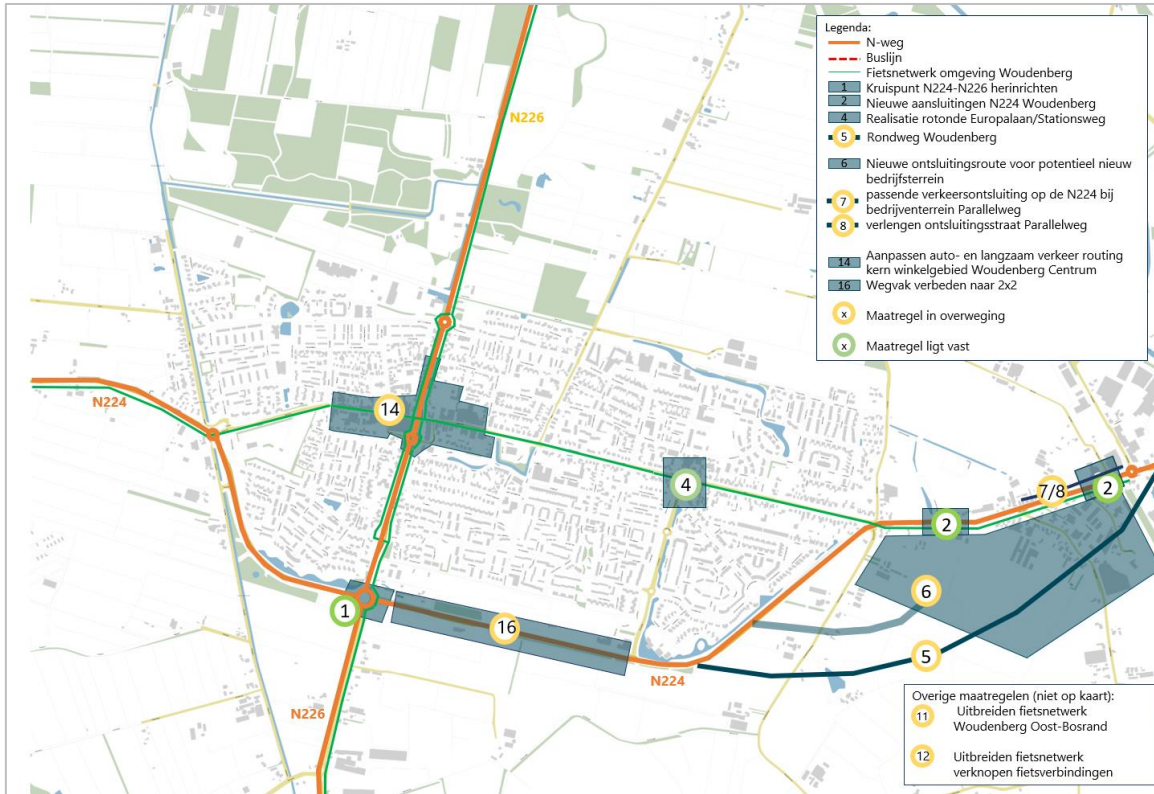 Legenda:
N-weg
Buslijn
Fietsnetwerk omgeving Woudenberg
1 Kruispunt N224-N226 herinrichten
2 Nieuwe aansluitingen N224 Woudenberg
4 Realisatie rotonde Europalaan/Stationsweg
5 Rondweg Woudenberg
6 Nieuwe ontsluitingsroute voor potentieel nieuw
bedrijfsterrein
7 passende verkeersontsluiting op de N224 bij
bedrijventerrein Parallelweg
8 verlengen ontsluitingsstraat Parallelweg
14 Aanpassen auto- en langzaam verkeer routing
kern winkelgebied Woudenberg Centrum
16 Wegvak verbeden naar 2x2
x Maatregel in overweging
x Maatregel ligt vast
N226
N224
14
4
7/8
2
2
6
1
16
5
N224
N226
Overige maatregelen (niet op kaart):
11 Uitbreiden fietsnetwerk
Woudenberg Oost-Bosrand
12 Uitbreiden fietsnetwerk
verknopen fietsverbindingen